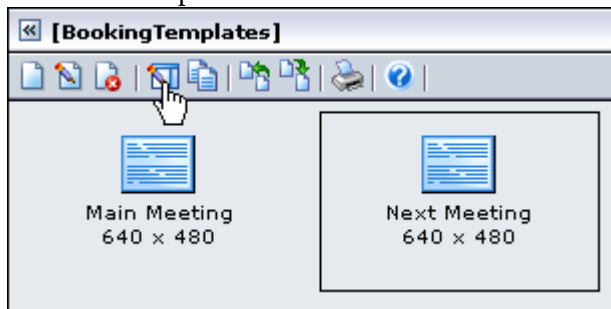 [BookingTemplates]
Main Meeting
640 x 480
Next Meeting
640 x 480